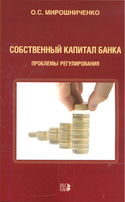 О.С. МИРОШНИЧЕНКО
СОБСТВЕННЫЙ КАПИТАЛ БАНКА
ПРОБЛЕМЫ РЕГУЛИРОВАНИЯ